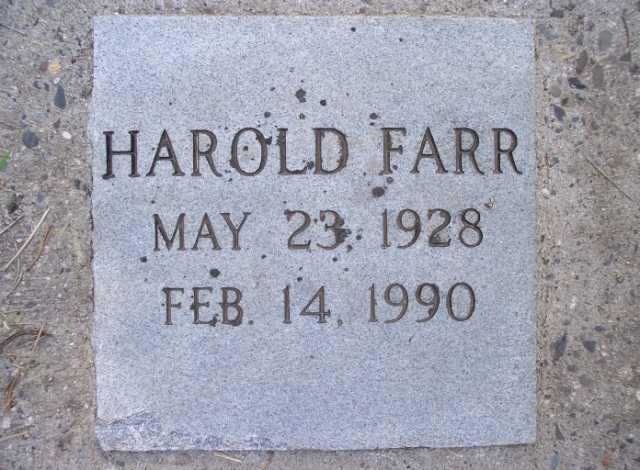 HAROLD FARR
MAY 23, 1928
FEB. 14, 1990